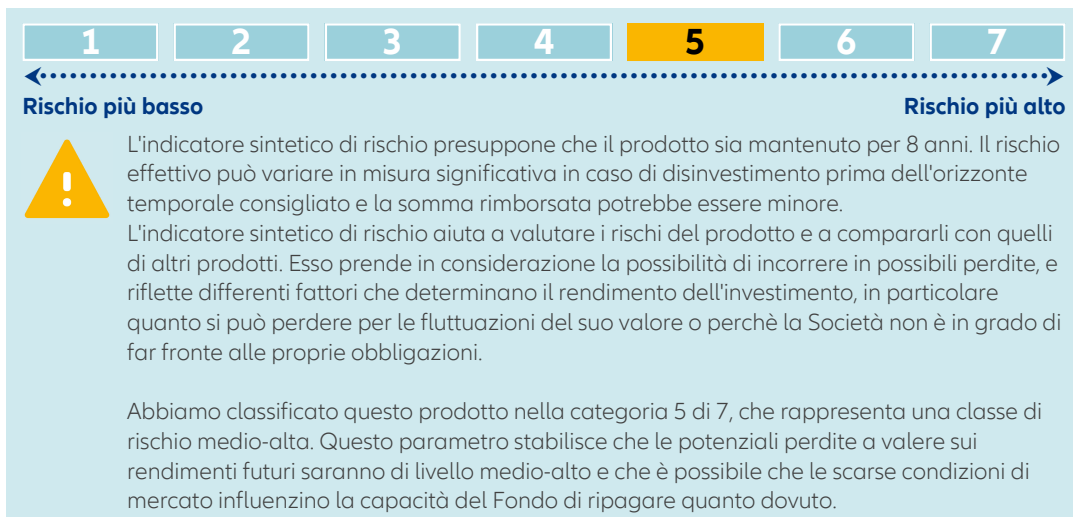 1 2 3 4 5 6 7
Rischio più basso Rischio più alto
L'indicatore sintetico di rischio presuppone che il prodotto sia mantenuto per 8 anni. Il rischio
effettivo può variare in misura significativa in caso di disinvestimento prima dell'orizzonte
temporale consigliato e la somma rimborsata potrebbe essere minore.
L'indicatore sintetico di rischio aiuta a valutare i rischi del prodotto e a compararli con quelli
di altri prodotti. Esso prende in considerazione la possibilità di incorrere in possibili perdite, e
riflette differenti fattori che determinano il rendimento dell'investimento, in particolare
quanto si può perdere per le fluttuazioni del suo valore o perchè la Società non è in grado di
far fronte alle proprie obbligazioni.
Abbiamo classificato questo prodotto nella categoria 5 di 7, che rappresenta una classe di
rischio medio-alta. Questo parametro stabilisce che le potenziali perdite a valere sui
rendimenti futuri saranno di livello medio-alto e che è possibile che le scarse condizioni di
mercato influenzino la capacità del Fondo di ripagare quanto dovuto.